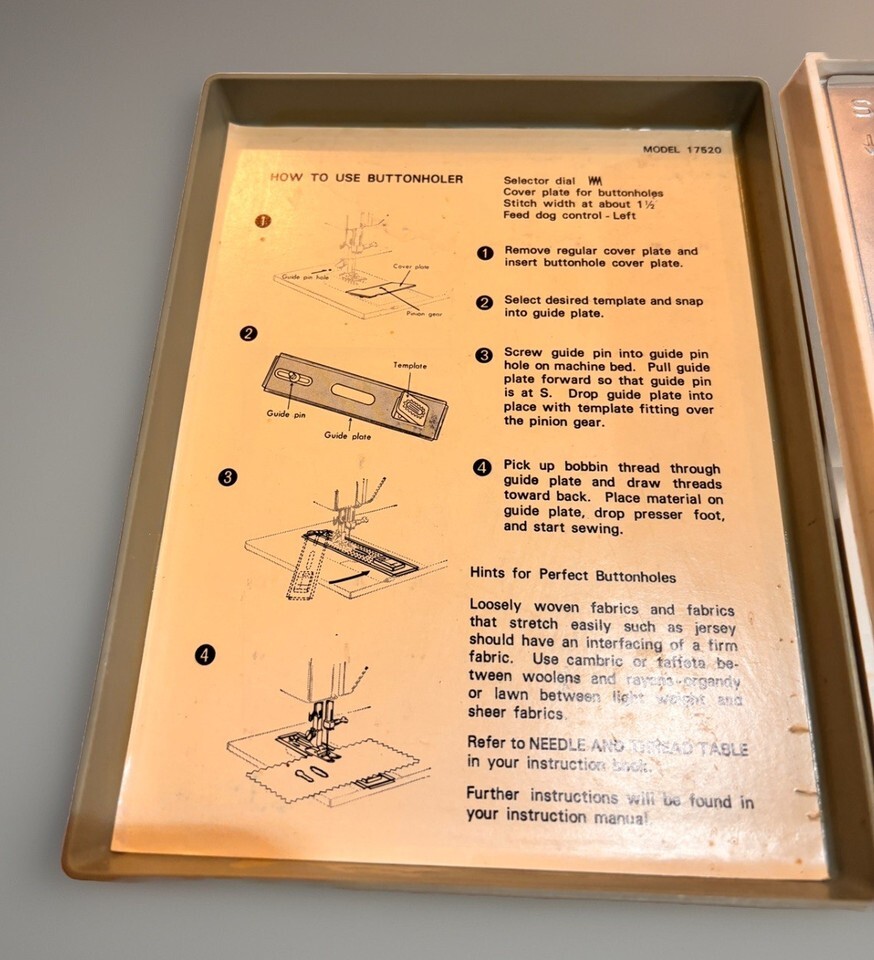 MODEL 17520
HOW TO USE BUTTONHOLER
Selector dial
Cover plate for buttonholes
Stitch width at about 1½
Feed dog control - Left
1
Guide pin hole
Cover plate
Pinion gear
2
Template
Guide pin
Guide plate
3
4
1 Remove regular cover plate and
insert buttonhole cover plate.
2 Select desired template and snap
into guide plate.
3 Screw guide pin into guide pin
hole on machine bed. Pull guide
plate forward so that guide pin
is at S. Drop guide plate into
place with template fitting over
the pinion gear.
4 Pick up bobbin thread through
guide plate and draw threads
toward back. Place material on
guide plate, drop presser foot,
and start sewing.
Hints for Perfect Buttonholes
Loosely woven fabrics and fabrics
that stretch easily such as jersey
should have an interfacing of a firm
fabric. Use cambric or taffeta be-
tween woolens and rayons-organdy
or lawn between light weight and
sheer fabrics.
Refer to NEEDLE AND THREAD TABLE
in your instruction book.
Further instructions will be found in
your instruction manual
S